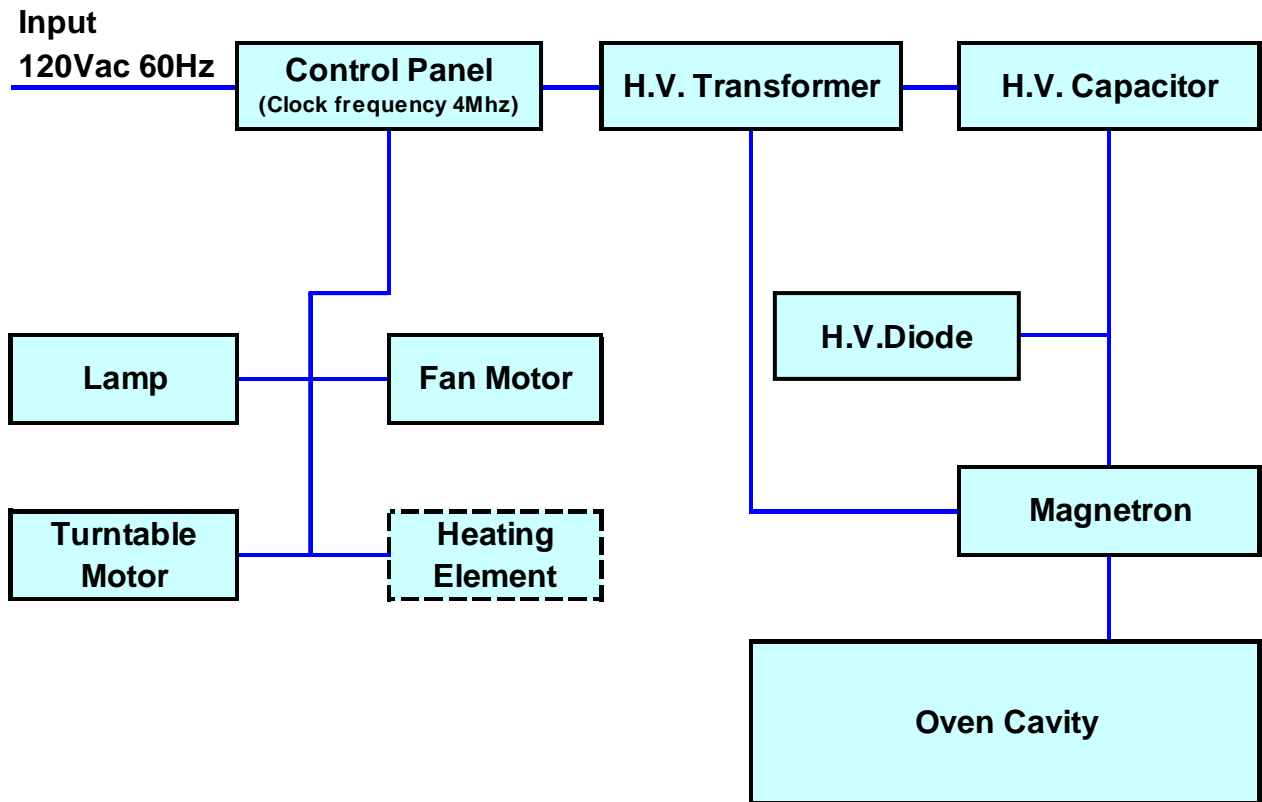 Input
120Vac 60Hz
Control Panel
(Clock frequency 4Mhz)
H.V. Transformer
H.V. Capacitor
H.V.Diode
Lamp
Fan Motor
Magnetron
Turntable
Motor
Heating
Element
Oven Cavity